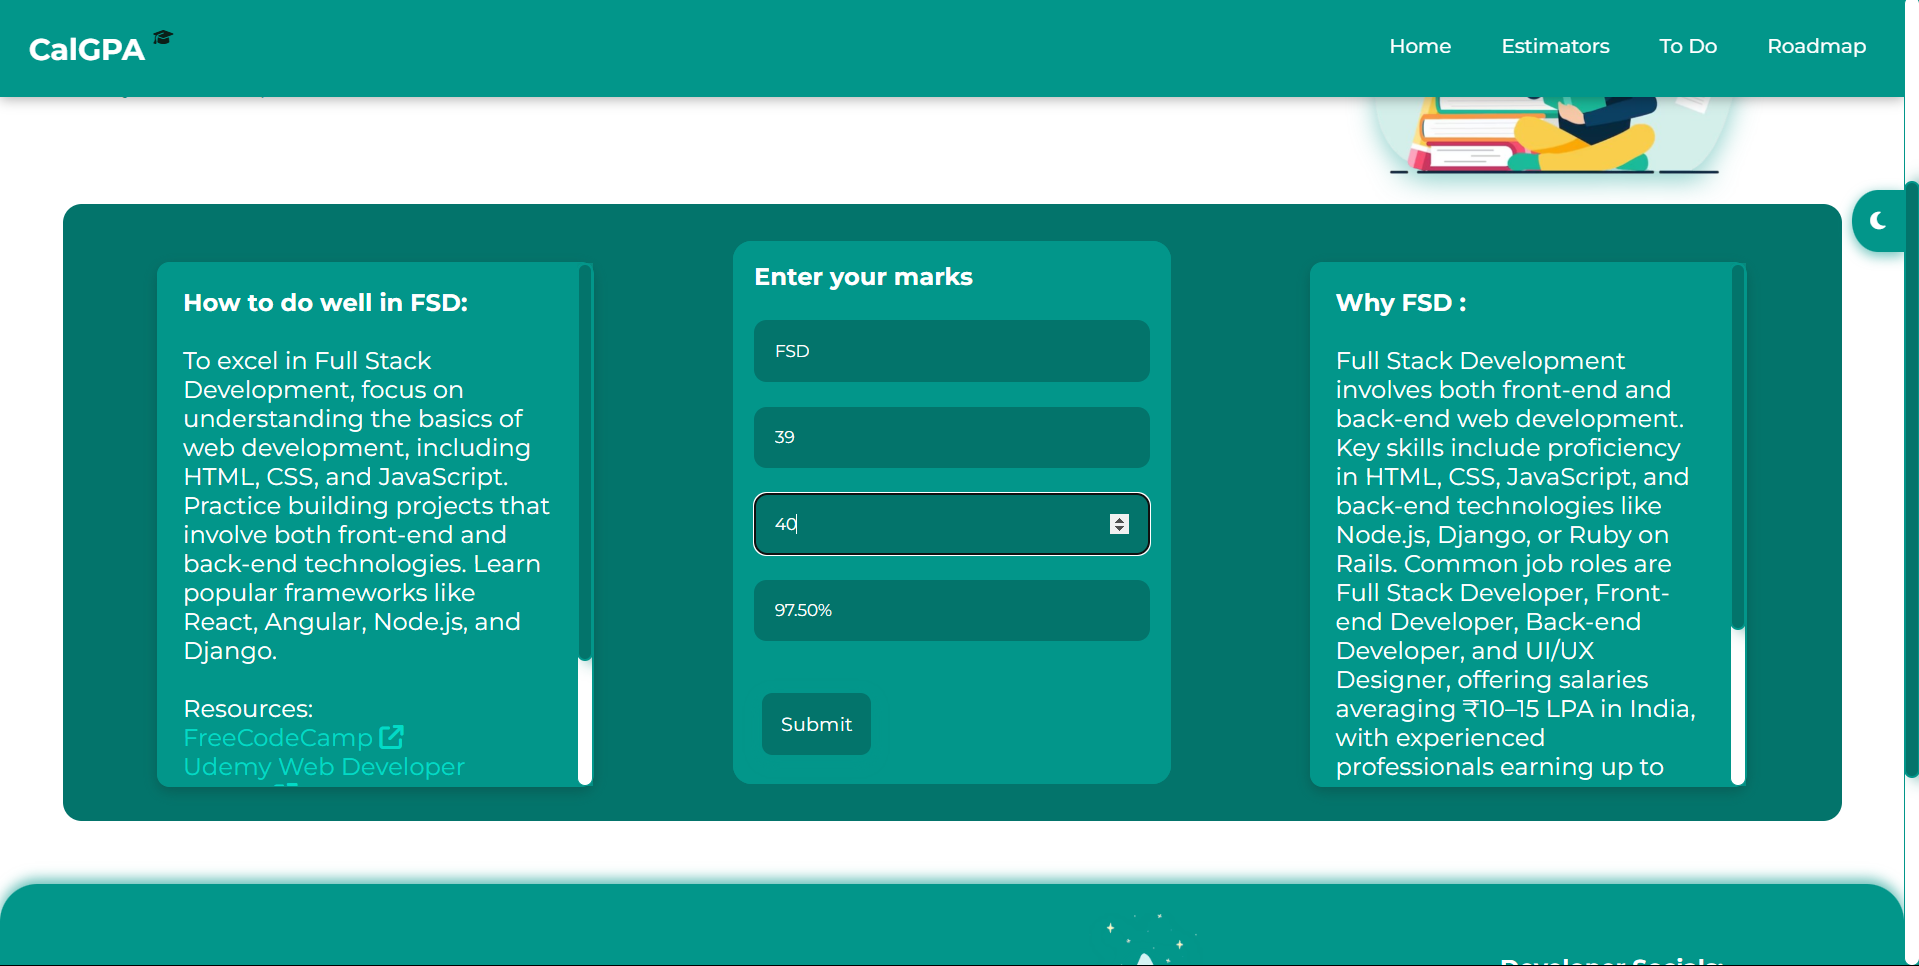 CalGPA
Home
Estimators
To Do
Roadmap
How to do well in FSD:
To excel in Full Stack
Development, focus on
understanding the basics of
web development, including
HTML, CSS, and JavaScript.
Practice building projects that
involve both front-end and
back-end technologies. Learn
popular frameworks like
React, Angular, Node.js, and
Django.
Resources:
FreeCodeCamp
Udemy Web Developer
Enter your marks
FSD
39
40
97.50%
Submit
Why FSD :
Full Stack Development
involves both front-end and
back-end web development.
Key skills include proficiency
in HTML, CSS, JavaScript, and
back-end technologies like
Node.js, Django, or Ruby on
Rails. Common job roles are
Full Stack Developer, Front-
end Developer, Back-end
Developer, and UI/UX
Designer, offering salaries
averaging ₹10–15 LPA in India,
with experienced
professionals earning up to
Developer Socials: